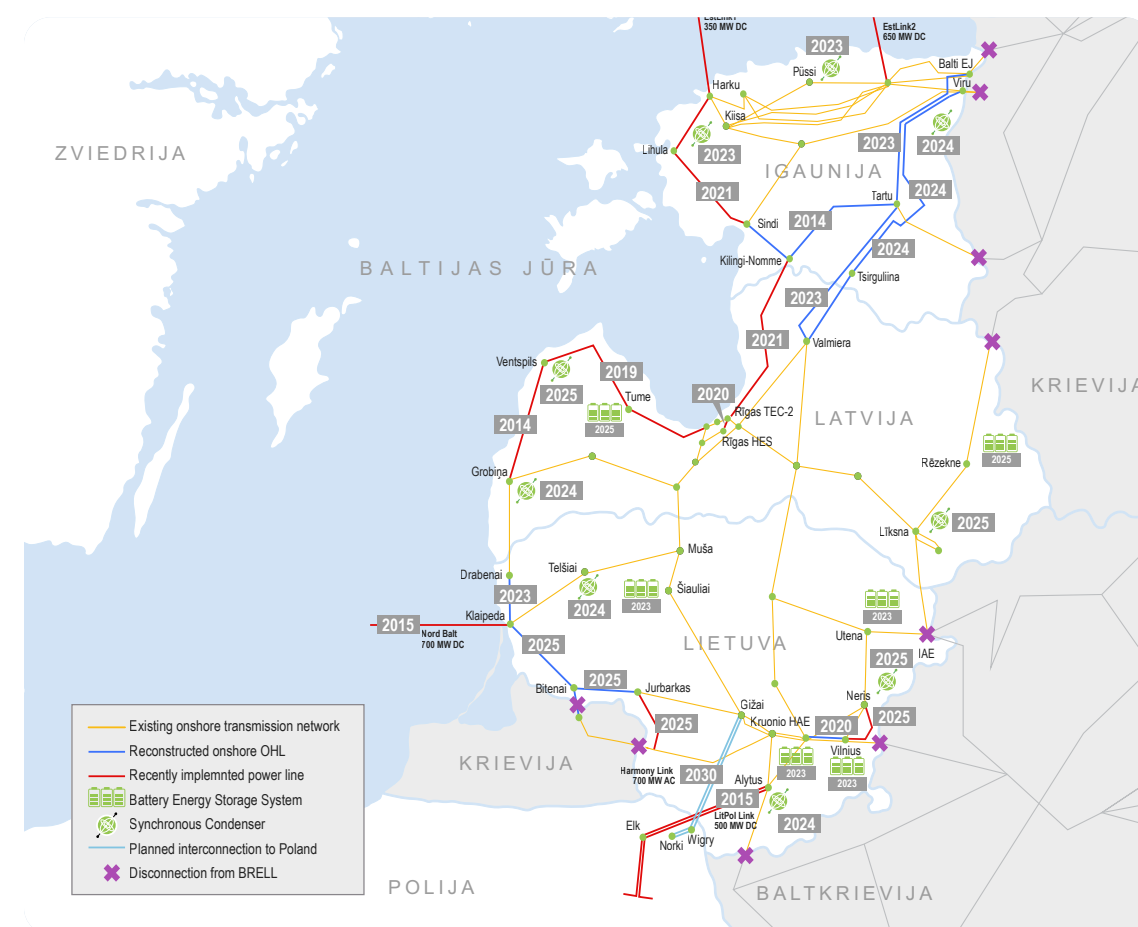 EstLink1
350 MW DC
EstLink2
650 MW DC
2023
Püssi
Balti EJ
Viru
Harku
Kiisa
ZVIEDRIJA
Lihula
2023
2023
2024
IGAUNIJA
2021
2024
Tartu
Sindi
2014
2024
BALTIJAS JŪRA
Kilingi-Nomme
Tsirguliina
2023
2021
Valmiera
Ventspils
2019
2025
Tume
2020
KRIEVIJA
2014
2025
Rīgas TEC-2
LATVIJA
Rīgas HES
Rēzekne
2025
Grobiņa
2024
2025
Līksna
Muša
Drabenai
Telšiai
Šiauliai
2023
2024
2023
2023
Klaipeda
2015
Nord Balt
700 MW DC
2025
LIETUVA
Utena
IAE
2025
Bitenai
2025
Jurbarkas
Neris
Gižai
2025
Kruonio HAE
2020
2025
Vilnius
KRIEVIJA
Harmony Link
700 MW AC
2030
2023
2023
Alytus
2015
LitPol Link
500 MW DC
2024
Elk
Norki
Wigry
POLIJA
BALTKRIEVIJA
Existing onshore transmission network
Reconstructed onshore OHL
Recently implemnted power line
Battery Energy Storage System
Synchronous Condenser
Planned interconnection to Poland
Disconnection from BRELL